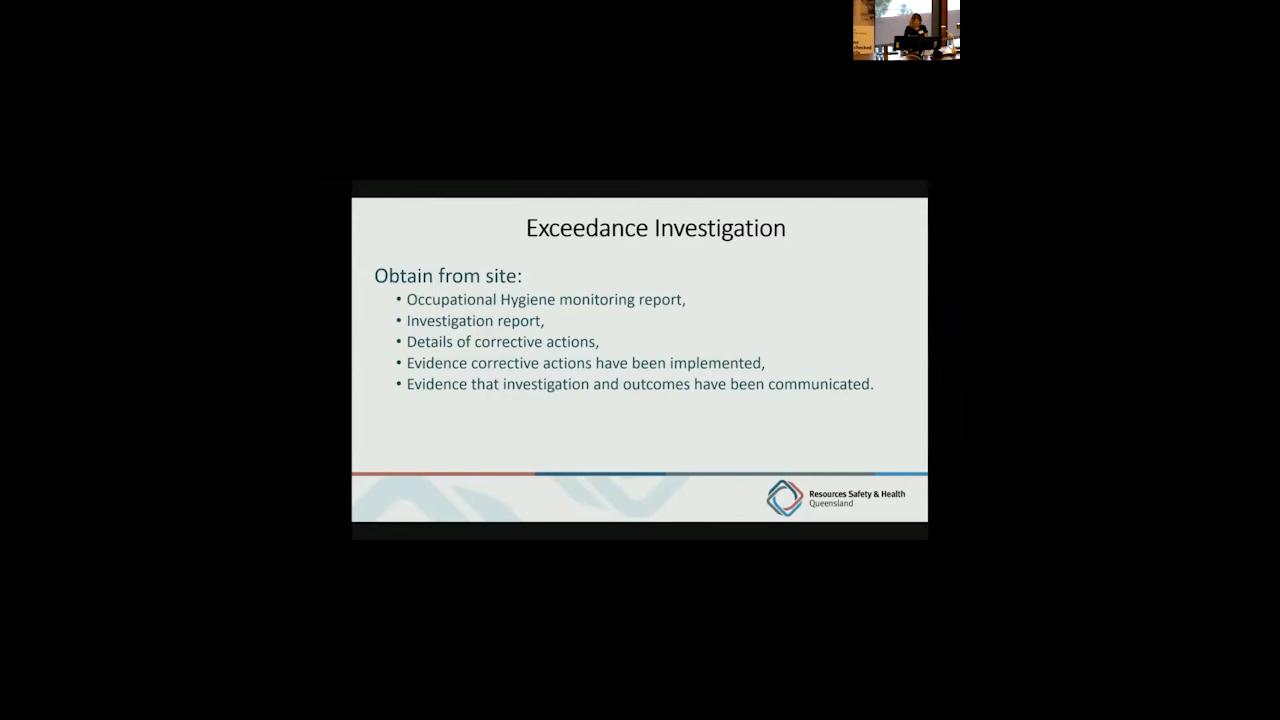 Exceedance Investigation
Obtain from site:
• Occupational Hygiene monitoring report,
• Investigation report,
• Details of corrective actions,
• Evidence corrective actions have been implemented,
• Evidence that investigation and outcomes have been communicated.
Resources Safety & Health
Queensland